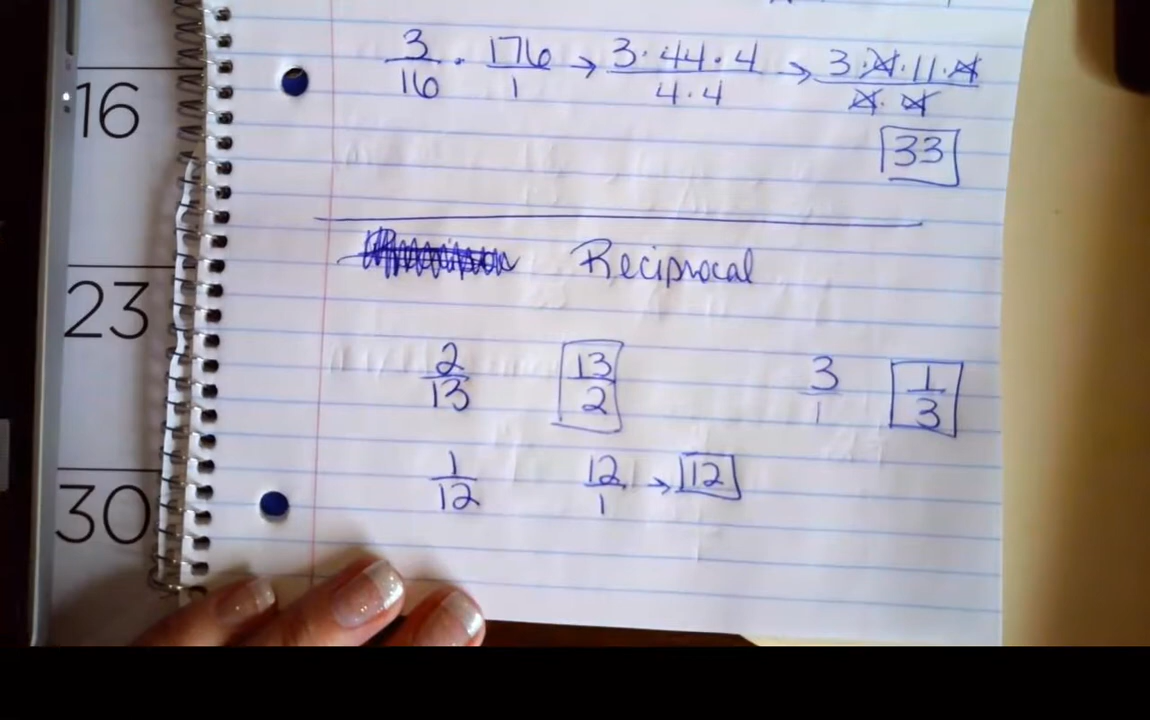 3/16 · 176/1 → 3·44·4/4·4 → 3·4·11·4/4·4
33
Reciprocal
2/13 13/2 3/1 1/3
1/12 12/1 → 12
16
23
30